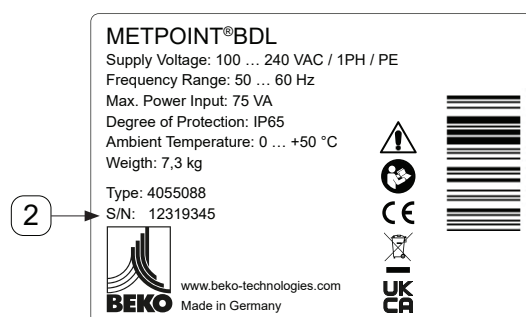 METPOINT®BDL
Supply Voltage: 100 … 240 VAC / 1PH / PE
Frequency Range: 50 … 60 Hz
Max. Power Input: 75 VA
Degree of Protection: IP65
Ambient Temperature: 0 … +50 °C
Weigth: 7,3 kg
Type: 4055088
2
S/N: 12319345
CE
BEKO
www.beko-technologies.com
Made in Germany
UK
CA